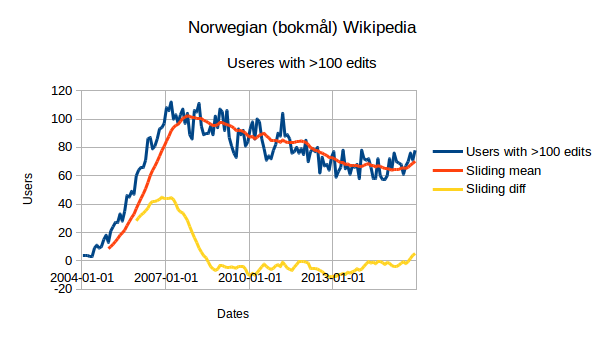 Norwegian (bokmål) Wikipedia
Useres with >100 edits
120
100
80
60
40
20
0
-20
Users
2004-01-01 2007-01-01 2010-01-01 2013-01-01
Dates
Users with >100 edits
Sliding mean
Sliding diff